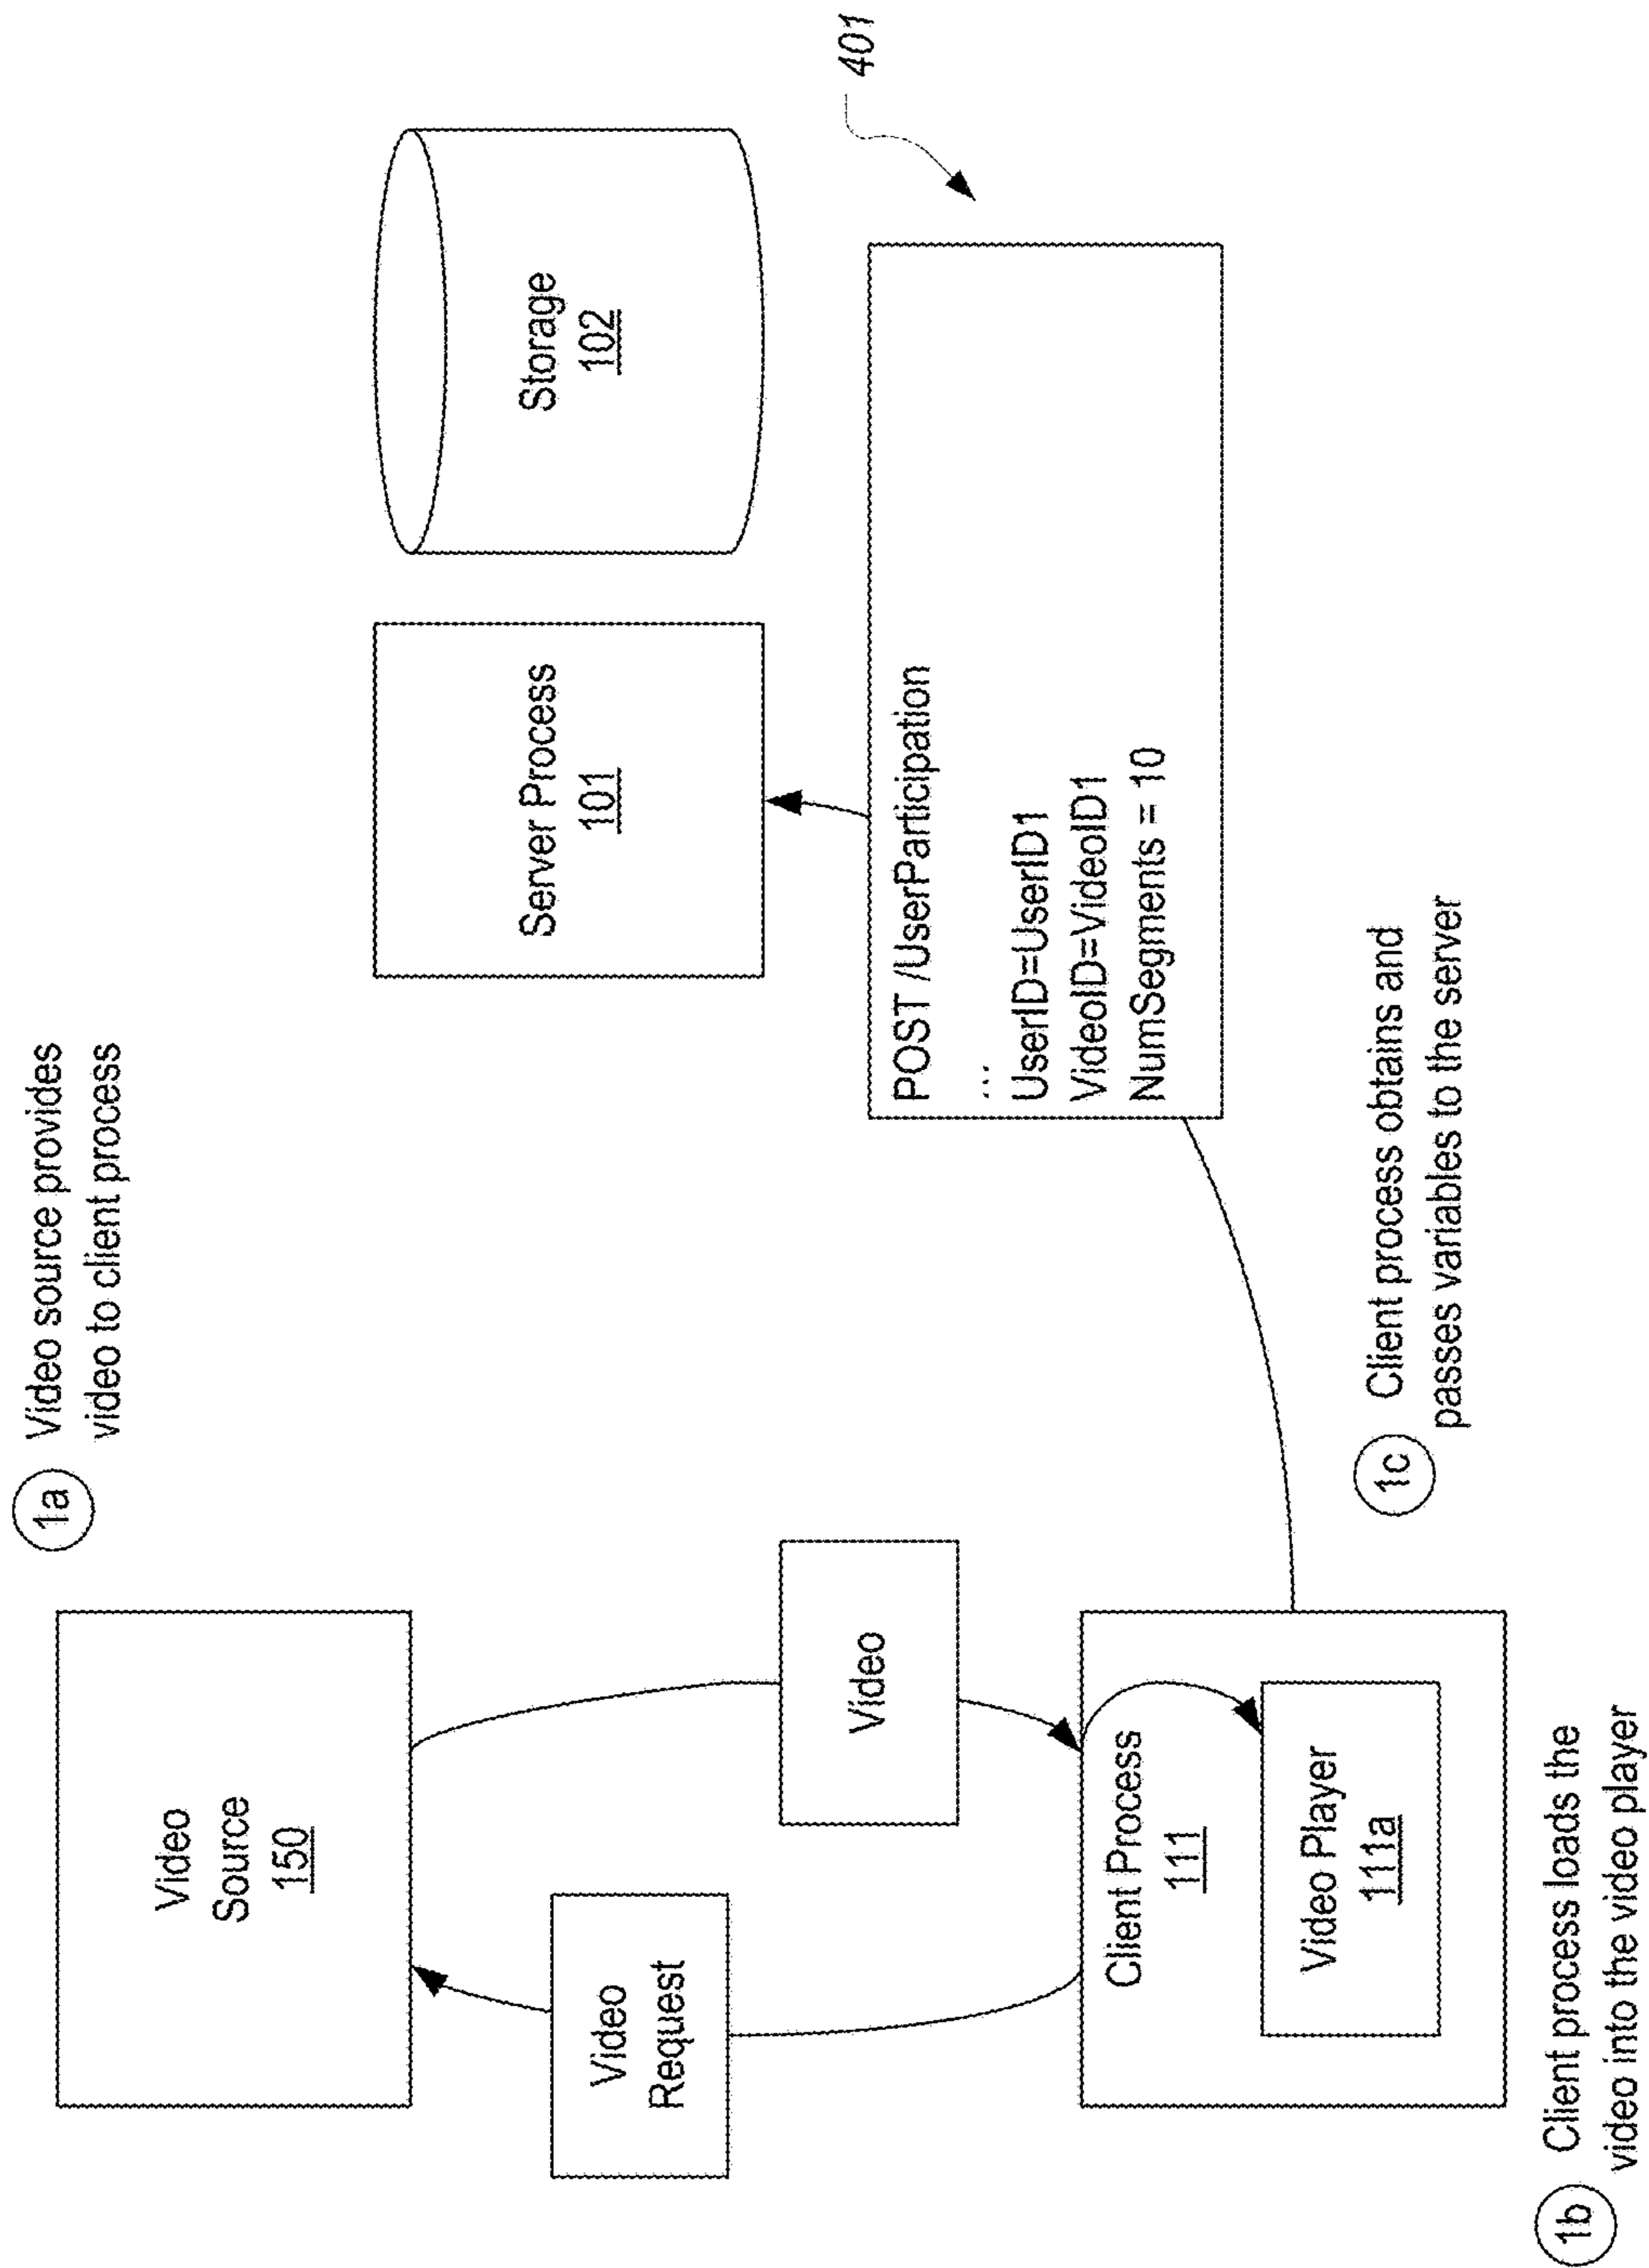 1a
Video source provides
video to client process
Video
Source
150
Video
Request
Video
Client Process
111
Video Player
111a
1b
Client process loads the
video into the video player
Server Process
101
Storage
102
POST /UserParticipation
...
UserID=UserID1
VideoID=VideoID1
NumSegments = 10
401
1c
Client process obtains and
passes variables to the server